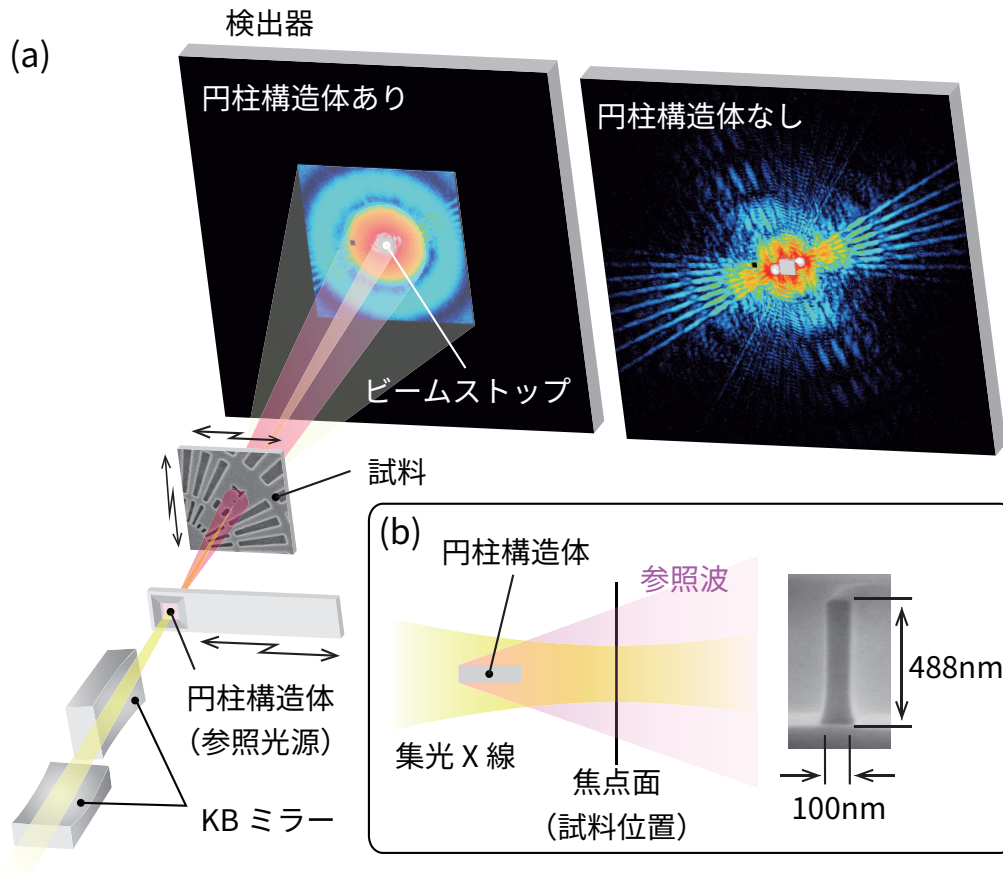 検出器
(a)
円柱構造体あり
円柱構造体なし
ビームストップ
試料
円柱構造体
（参照光源）
KB ミラー
(b)
円柱構造体
参照波
488nm
集光 X 線
焦点面
（試料位置）
100nm